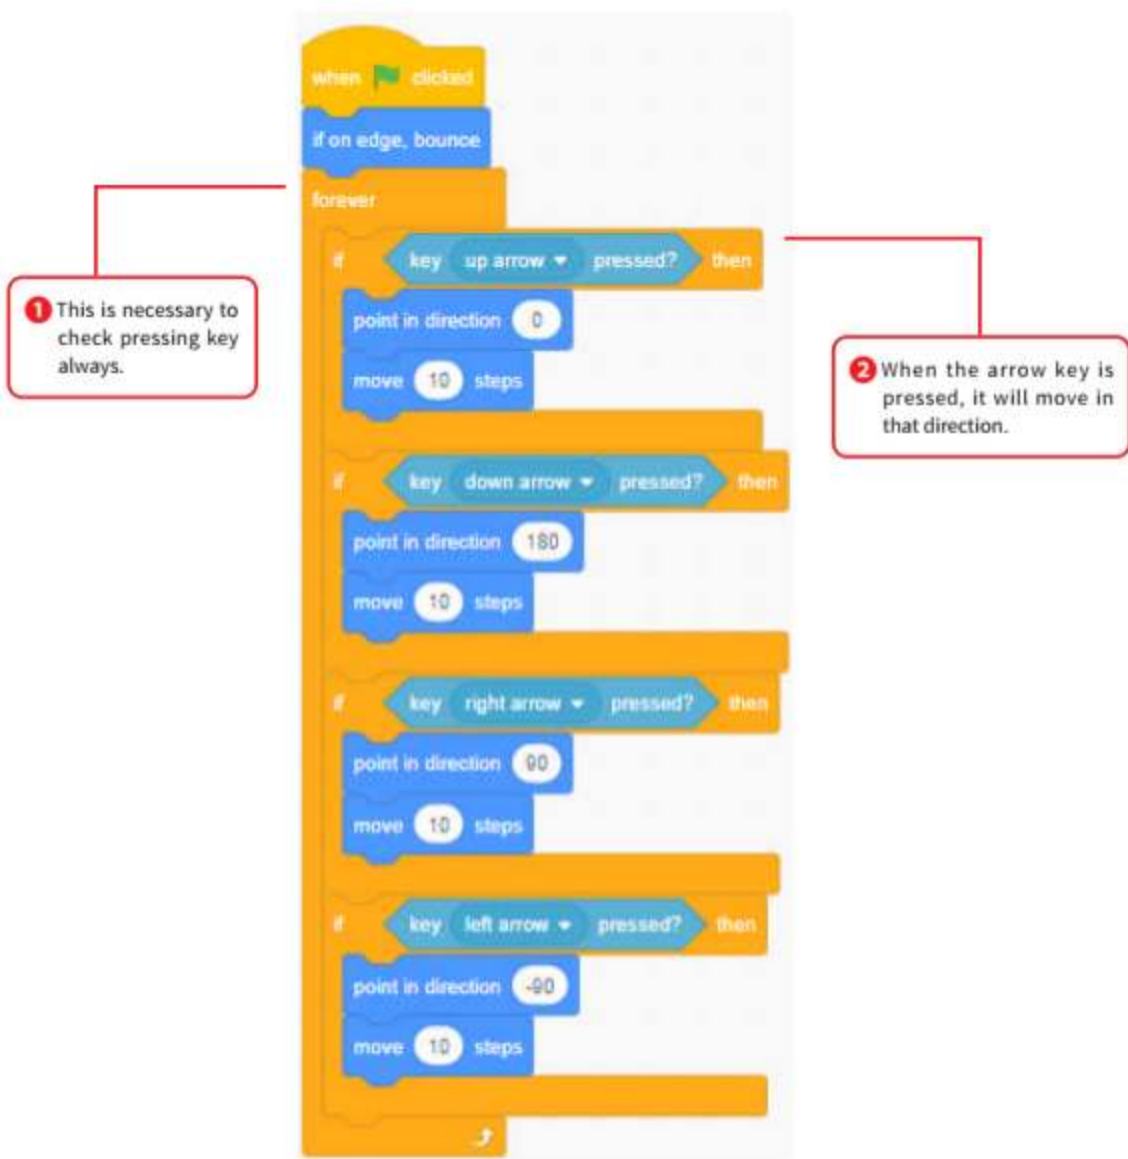 when clicked
if on edge, bounce
forever
if key up arrow pressed? then
point in direction 0
move 10 steps
if key down arrow pressed? then
point in direction 180
move 10 steps
if key right arrow pressed? then
point in direction 90
move 10 steps
if key left arrow pressed? then
point in direction -90
move 10 steps
1 This is necessary to
check pressing key
always.
2 When the arrow key is
pressed, it will move in
that direction.